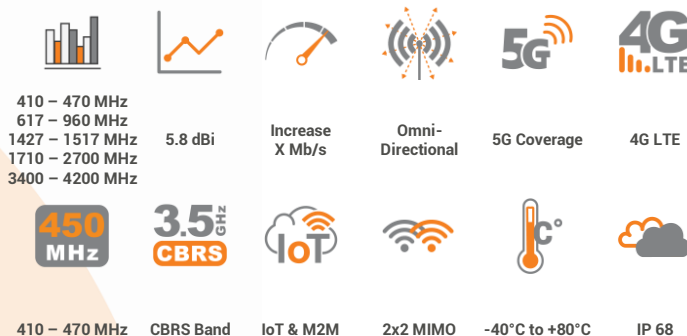 5G
4G
LTE
410 – 470 MHz
617 – 960 MHz
1427 – 1517 MHz
1710 – 2700 MHz
3400 – 4200 MHz
5.8 dBi
Increase
X Mb/s
Omni-
Directional
5G Coverage
4G LTE
450
MHz
3.5 GHz
CBRS
IoT
C°
410 – 470 MHz
CBRS Band
IoT & M2M
2x2 MIMO
-40°C to +80°C
IP 68